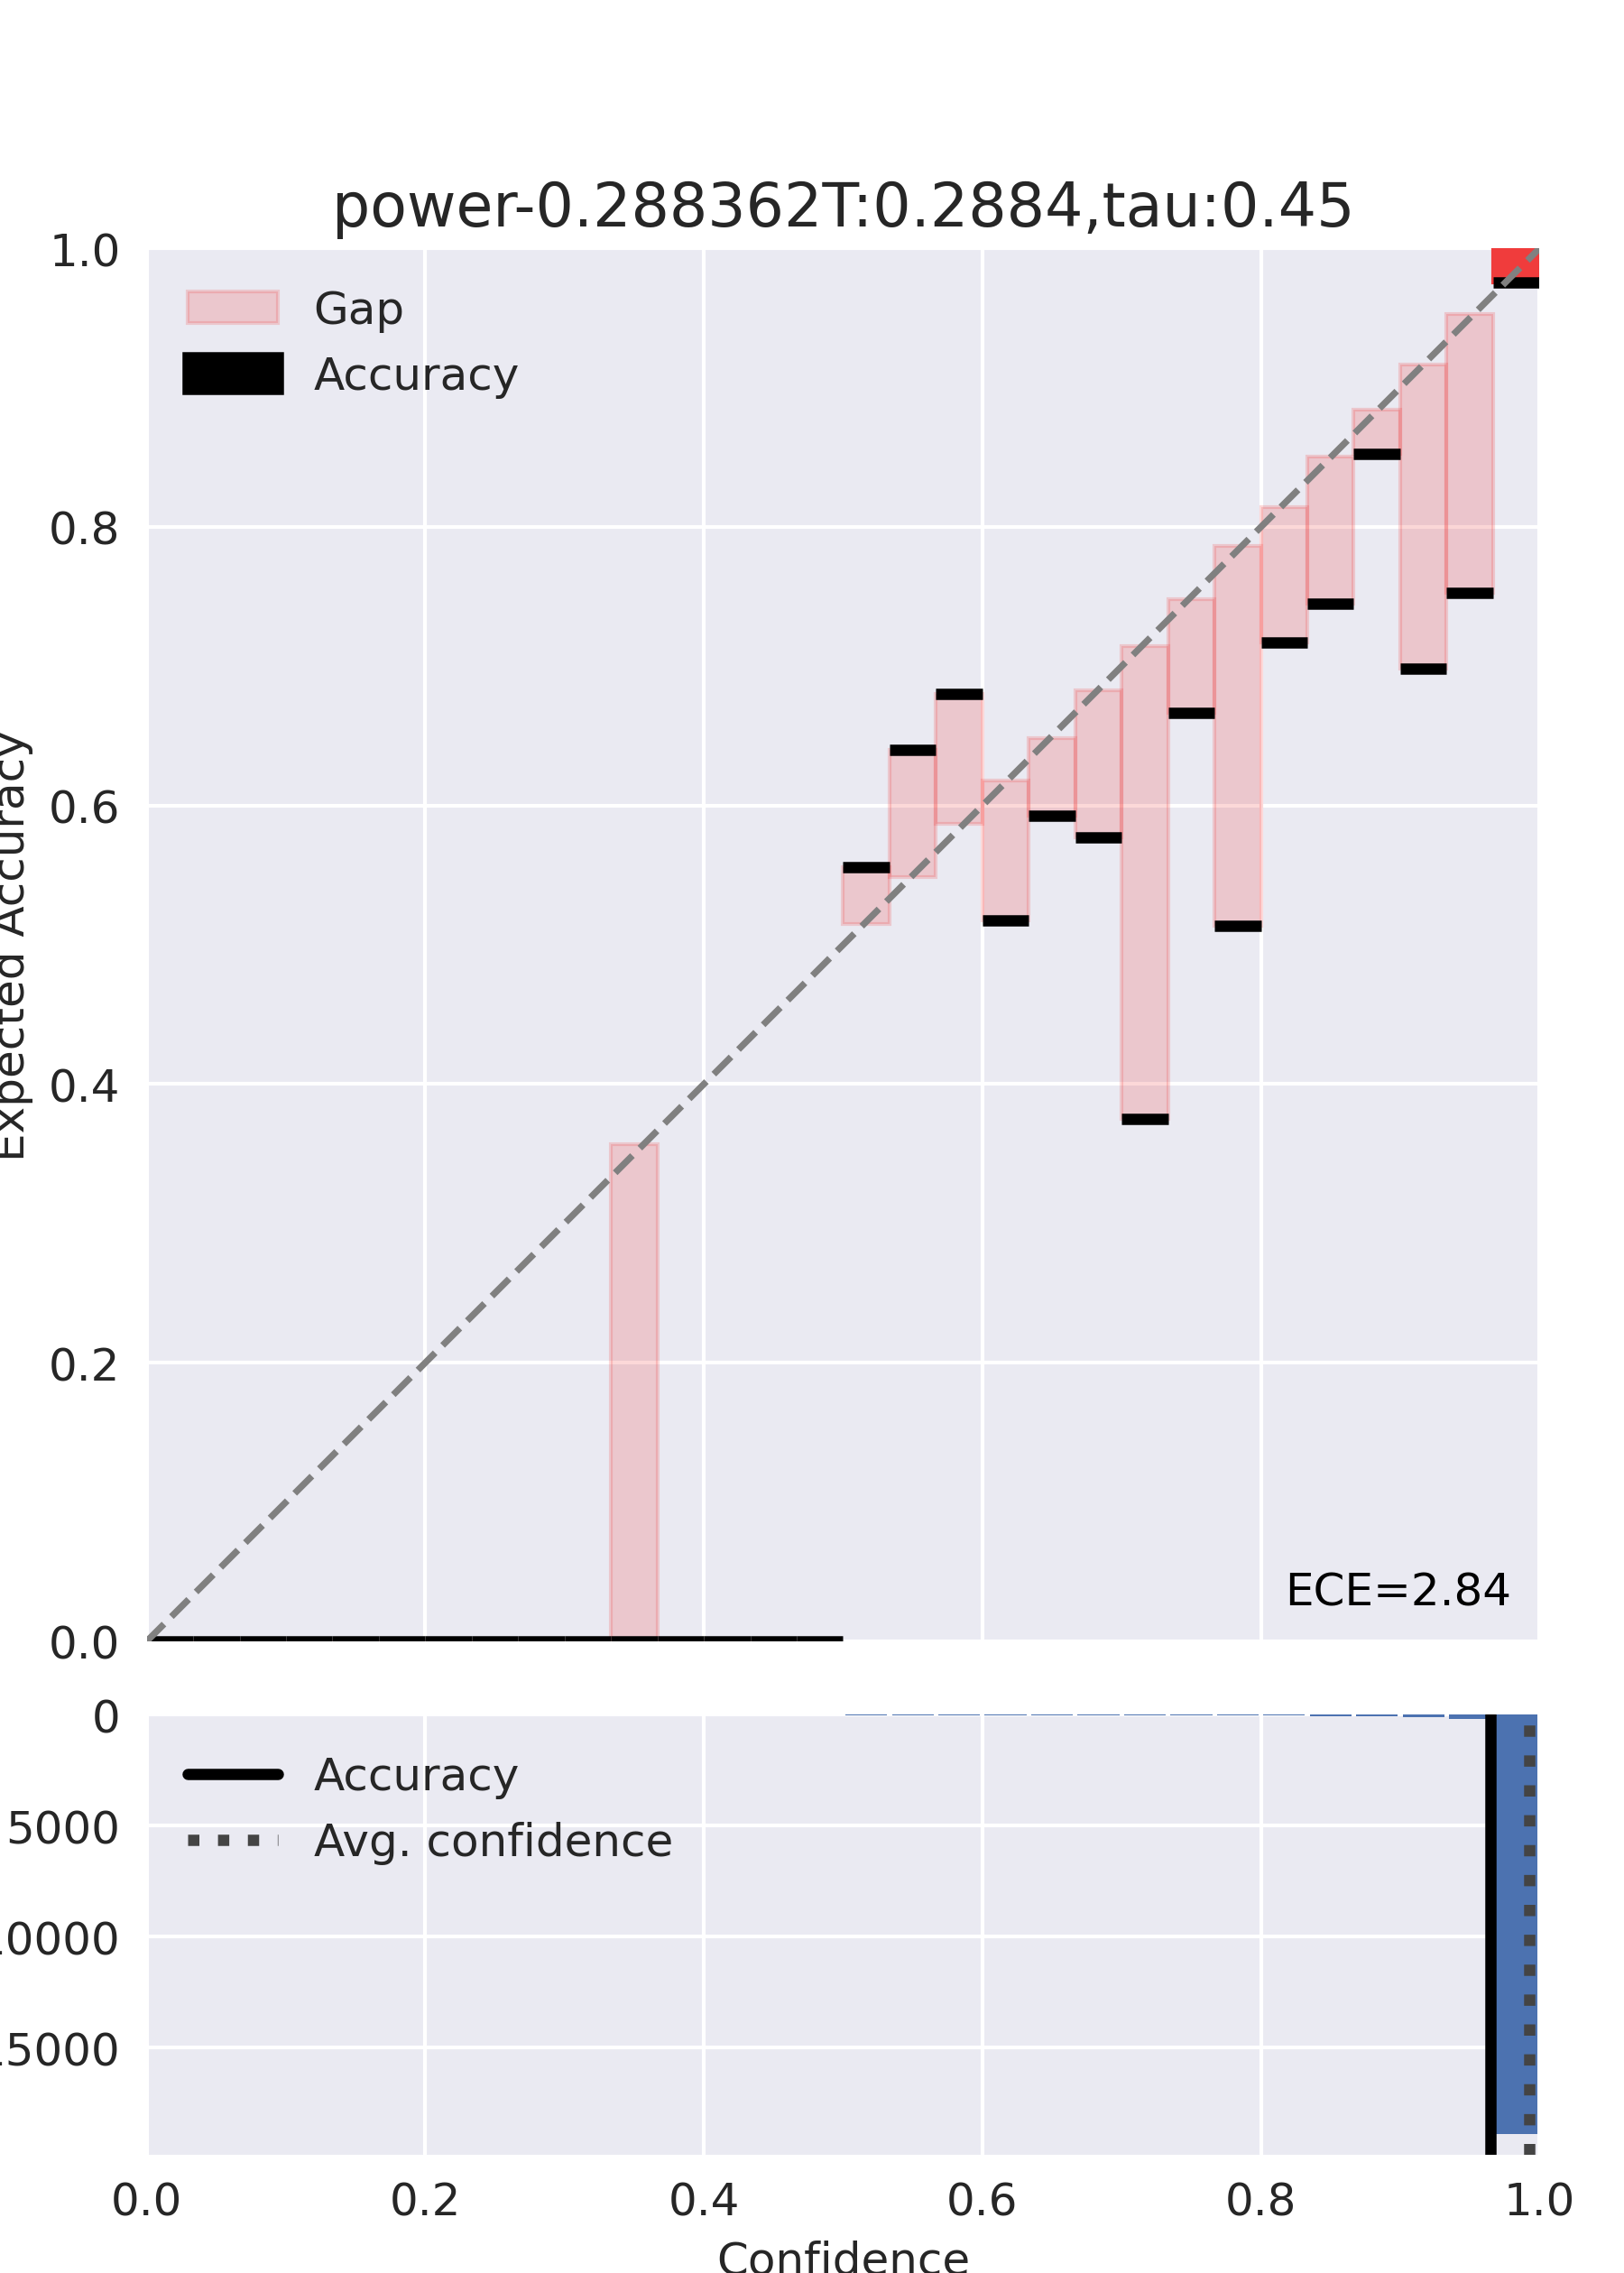 power-0.288362T:0.2884,tau:0.45
1.0
Gap
Accuracy
0.8
0.6
Expected Accuracy
0.4
0.2
ECE=2.84
0.0
0
Accuracy
5000
Avg. confidence
0000
5000
0.0 0.2 0.4 0.6 0.8 1.0
Confidence